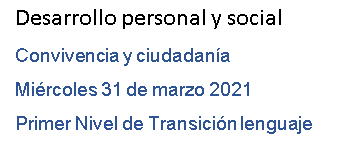 Desarrollo personal y social
Convivencia y ciudadanía
Miércoles 31 de marzo 2021
Primer Nivel de Transición lenguaje